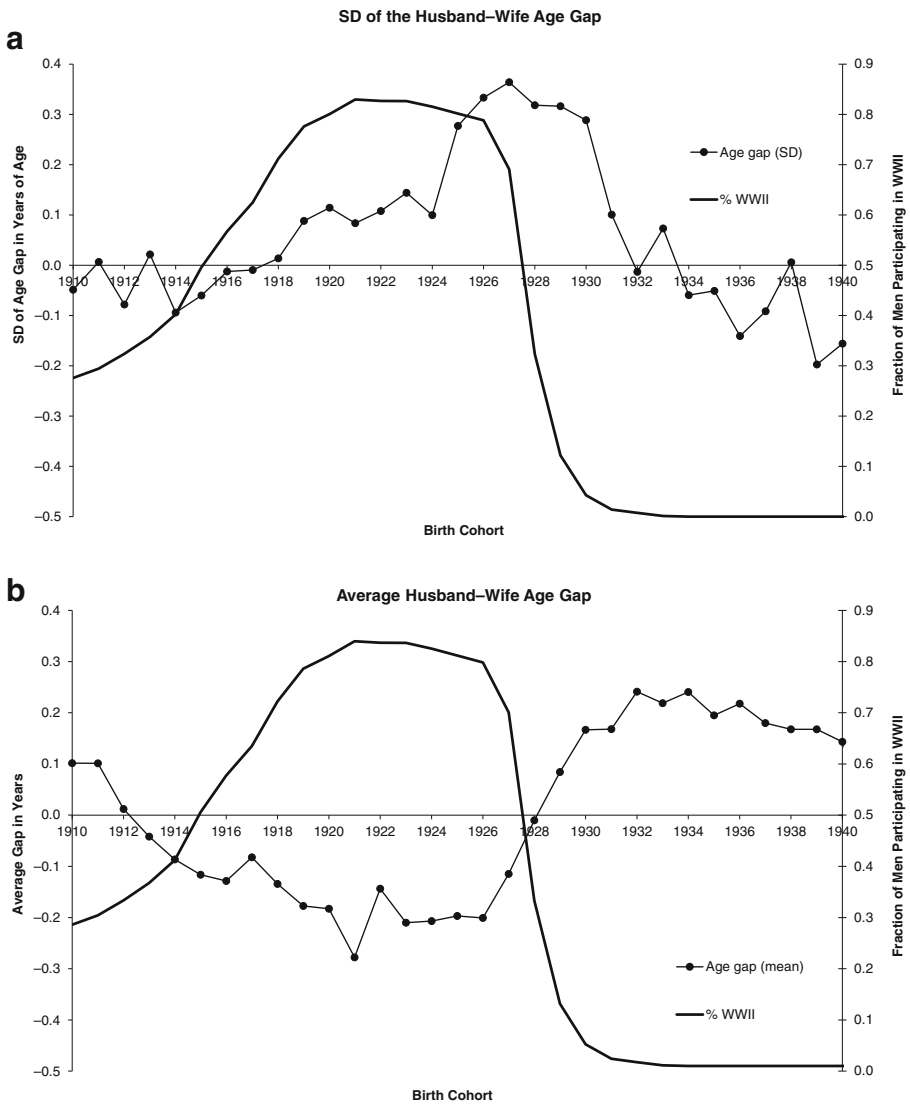 SD of the Husband–Wife Age Gap
a
0.4
0.3
0.2
0.1
0.0
–0.1
–0.2
–0.3
–0.4
–0.5
SD of Age Gap in Years of Age
1910 1912 1914 1916 1918 1920 1922 1924 1926 1928 1930 1932 1934 1936 1938 1940
Age gap (SD)
% WWII
0.9
0.8
0.7
0.6
0.5
0.4
0.3
0.2
0.1
0.0
Fraction of Men Participating in WWII
Birth Cohort
b
Average Husband–Wife Age Gap
0.4
0.3
0.2
0.1
0.0
–0.1
–0.2
–0.3
–0.4
–0.5
Average Gap in Years
1910 1912 1914 1916 1918 1920 1922 1924 1926 1928 1930 1932 1934 1936 1938 1940
Age gap (mean)
% WWII
0.9
0.8
0.7
0.6
0.5
0.4
0.3
0.2
0.1
0.0
Fraction of Men Participating in WWII
Birth Cohort